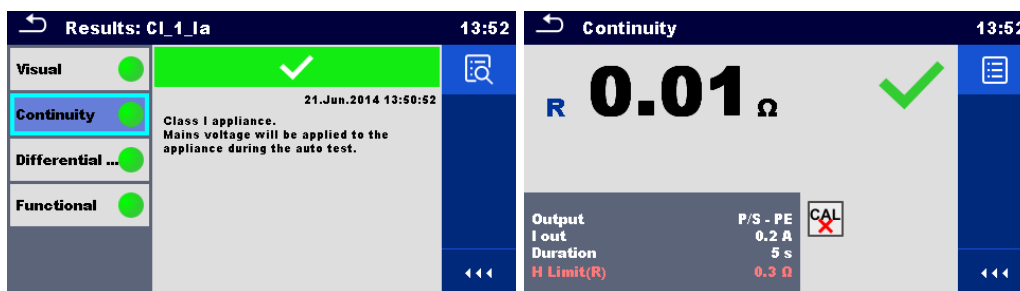 Results: CI_1_Ia
13:52
Visual
Continuity
Differential ...
Functional
21.Jun.2014 13:50:52
Class I appliance.
Mains voltage will be applied to the
appliance during the auto test.
Continuity
13:52
R 0.01 Ω
Output P/S - PE
I out 0.2 A
Duration 5 s
H Limit(R) 0.3 Ω
CAL